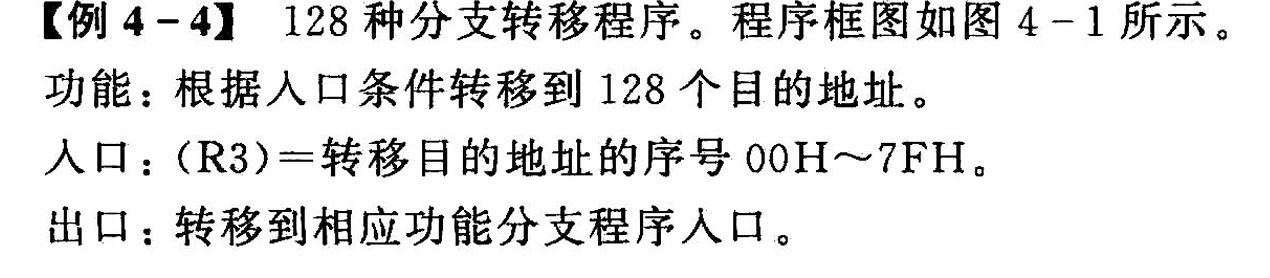 【例 4-4】 128 种分支转移程序。程序框图如图 4-1 所示。
功能：根据入口条件转移到 128 个目的地址。
入口：(R3)＝转移目的地址的序号 00H～7FH。
出口：转移到相应功能分支程序入口。